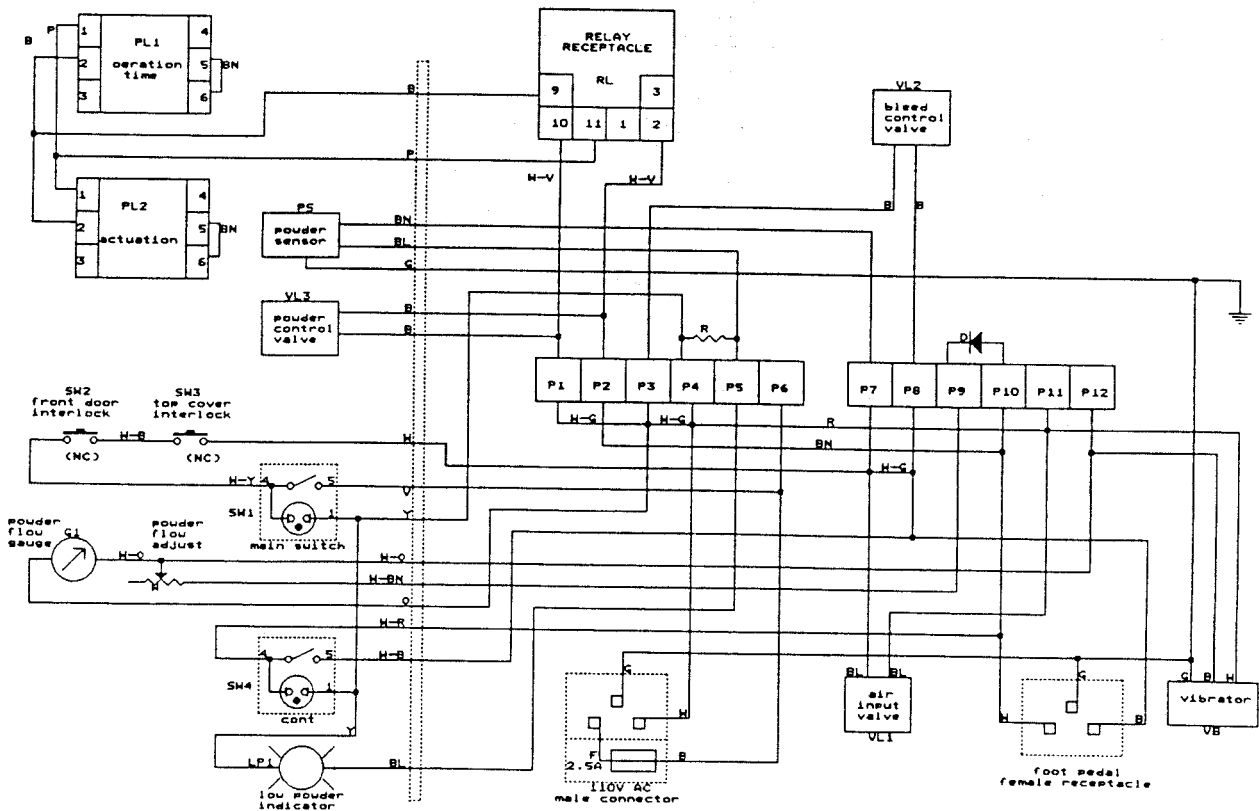 1
PL1
4
2
oeration
time
5
3
6
BN
B
P
1
PL2
4
2
actuation
5
3
6
BN
RELAY
RECEPTACLE
RL
9
3
10
11
1
2
B
P
W-V
W-V
VL2
bleed
control
valve
B
B
PS
powder
sensor
BN
BL
G
VL3
powder
control
valve
B
B
R
D
P1
P2
P3
P4
P5
P6
P7
P8
P9
P10
P11
P12
W-G
W-G
R
BN
W-G
SW2
front door
interlock
SW3
top cover
interlock
W-B
W
(NC)
(NC)
W-Y
4
5
V
SW1
1
Y
main switch
powder
flow
gauge
G1
powder
flow
adjust
W-O
W-O
W-BN
O
W-R
4
5
W-B
SW4
1
cont
Y
LP1
BL
low powder
indicator
G
W
F
2.5A
B
110V AC
male connector
BL
BL
air
input
valve
VL1
G
W
B
foot pedal
female receptacle
G
B
W
vibrator
VB